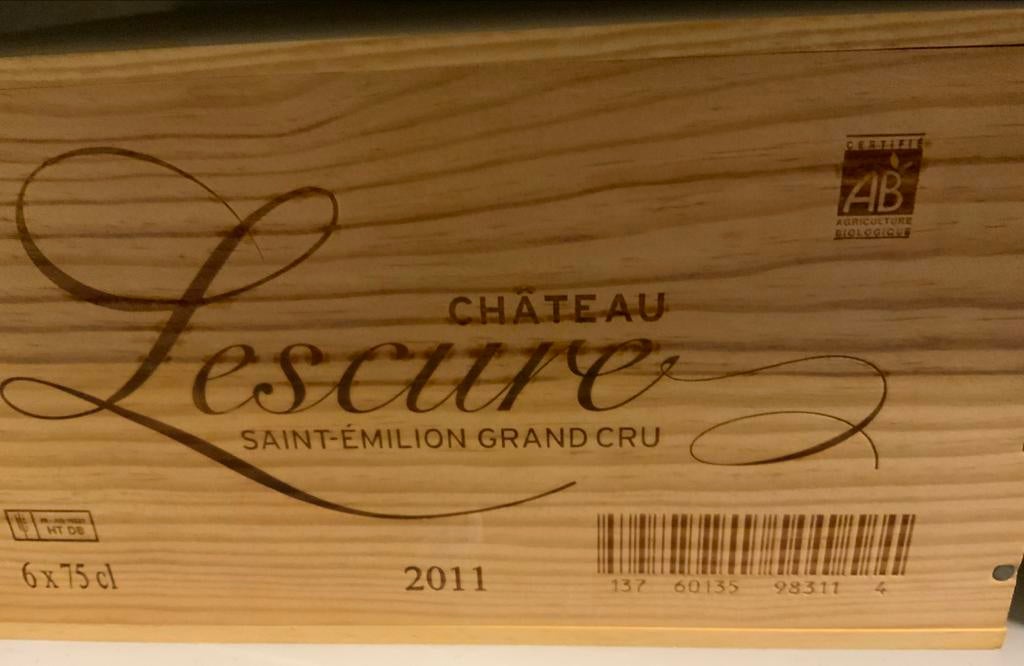 CERTIFIÉ
AB
AGRICULTURE
BIOLOGIQUE
CHÂTEAU
Lescure
SAINT-ÉMILION GRAND CRU
HT DB
6 x 75 cl
2011
137 60135 98311 4